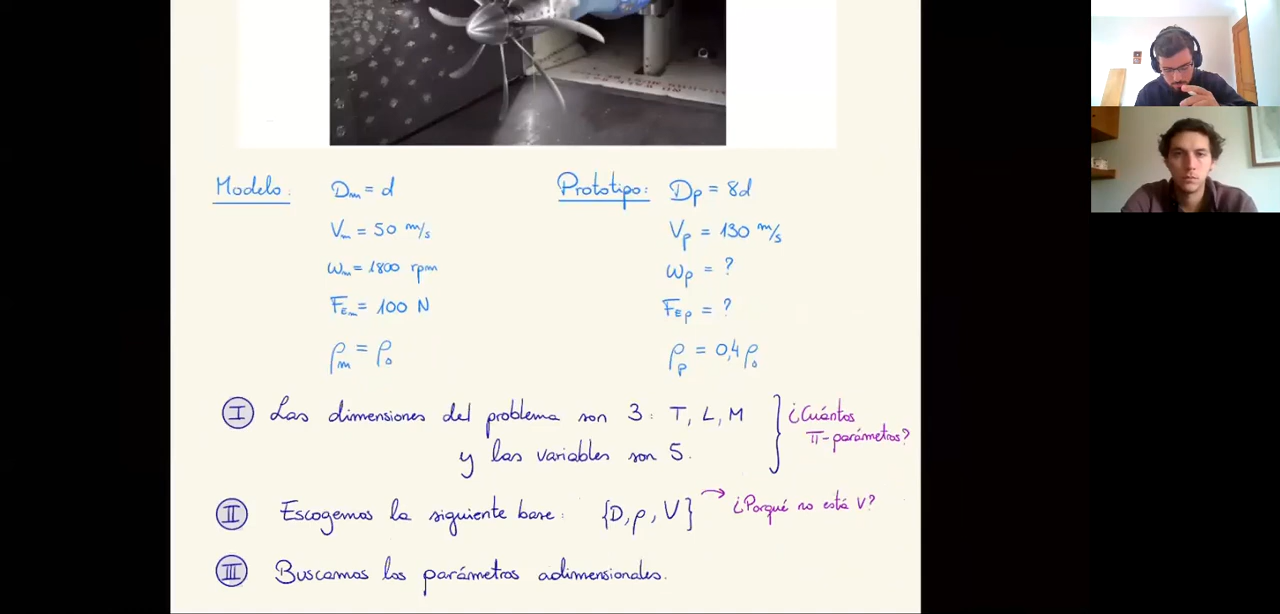 Modelo: Dm = d
Vm = 50 m/s
ωm = 1800 rpm
FEm = 100 N
ρm = ρ0
Prototipo: Dp = 8d
Vp = 130 m/s
ωp = ?
FEp = ?
ρp = 0,4 ρ0
I Las dimensiones del problema son 3: T, L, M
y las variables son 5.
¿Cuántos
π-parámetros?
II Escogemos la siguiente base: {D, ρ, V} → ¿Porqué no está v?
III Buscamos los parámetros adimensionales.